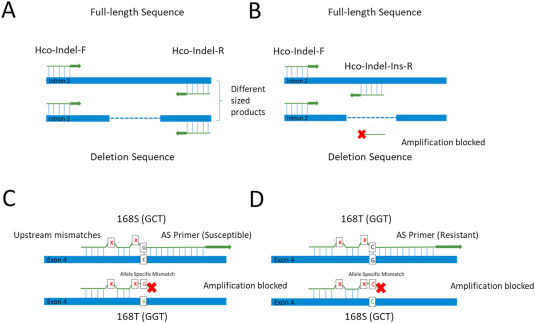 A
Full-length Sequence
Hco-Indel-F
Hco-Indel-R
Intron 2
Different
sized
products
Intron 2
Deletion Sequence
B
Full-length Sequence
Hco-Indel-F
Hco-Indel-Ins-R
Intron 2
Intron 2
Amplification blocked
Deletion Sequence
C
168S (GCT)
Upstream mismatches
AS Primer (Susceptible)
X
X
G
C
Exon 4
Allele Specific Mismatch
X
X
G
Amplification blocked
G
Exon 4
168T (GGT)
D
168T (GGT)
AS Primer (Resistant)
X
X
C
G
Exon 4
Allele Specific Mismatch
X
X
C
Amplification blocked
C
Exon 4
168S (GCT)